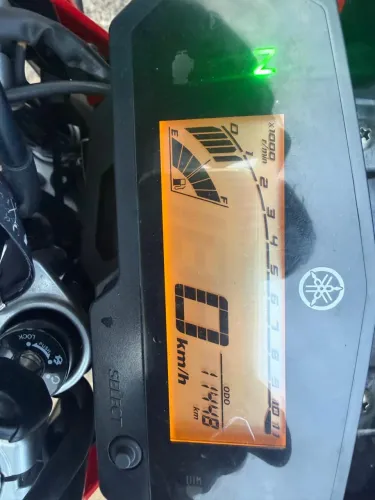 N
x1000 r/min
0 1 2 3 4 5 6 7 8 9 10 11
E F
0 km/h
ODO
11448 km
SELECT
LOCK